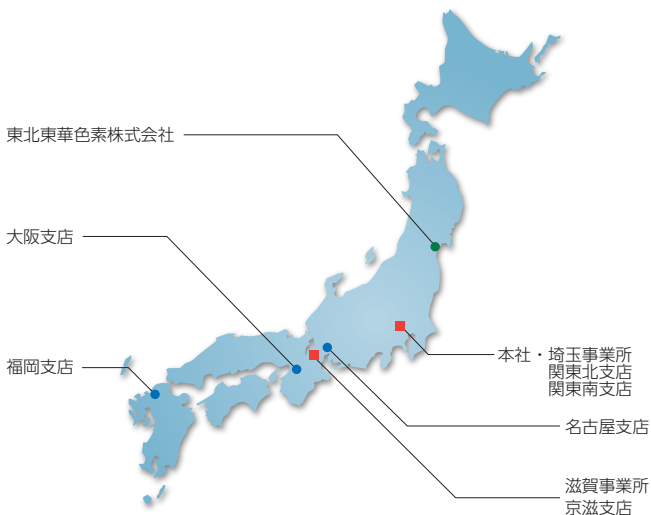 東北東華色素株式会社
大阪支店
福岡支店
本社・埼玉事業所
関東北支店
関東南支店
名古屋支店
滋賀事業所
京滋支店